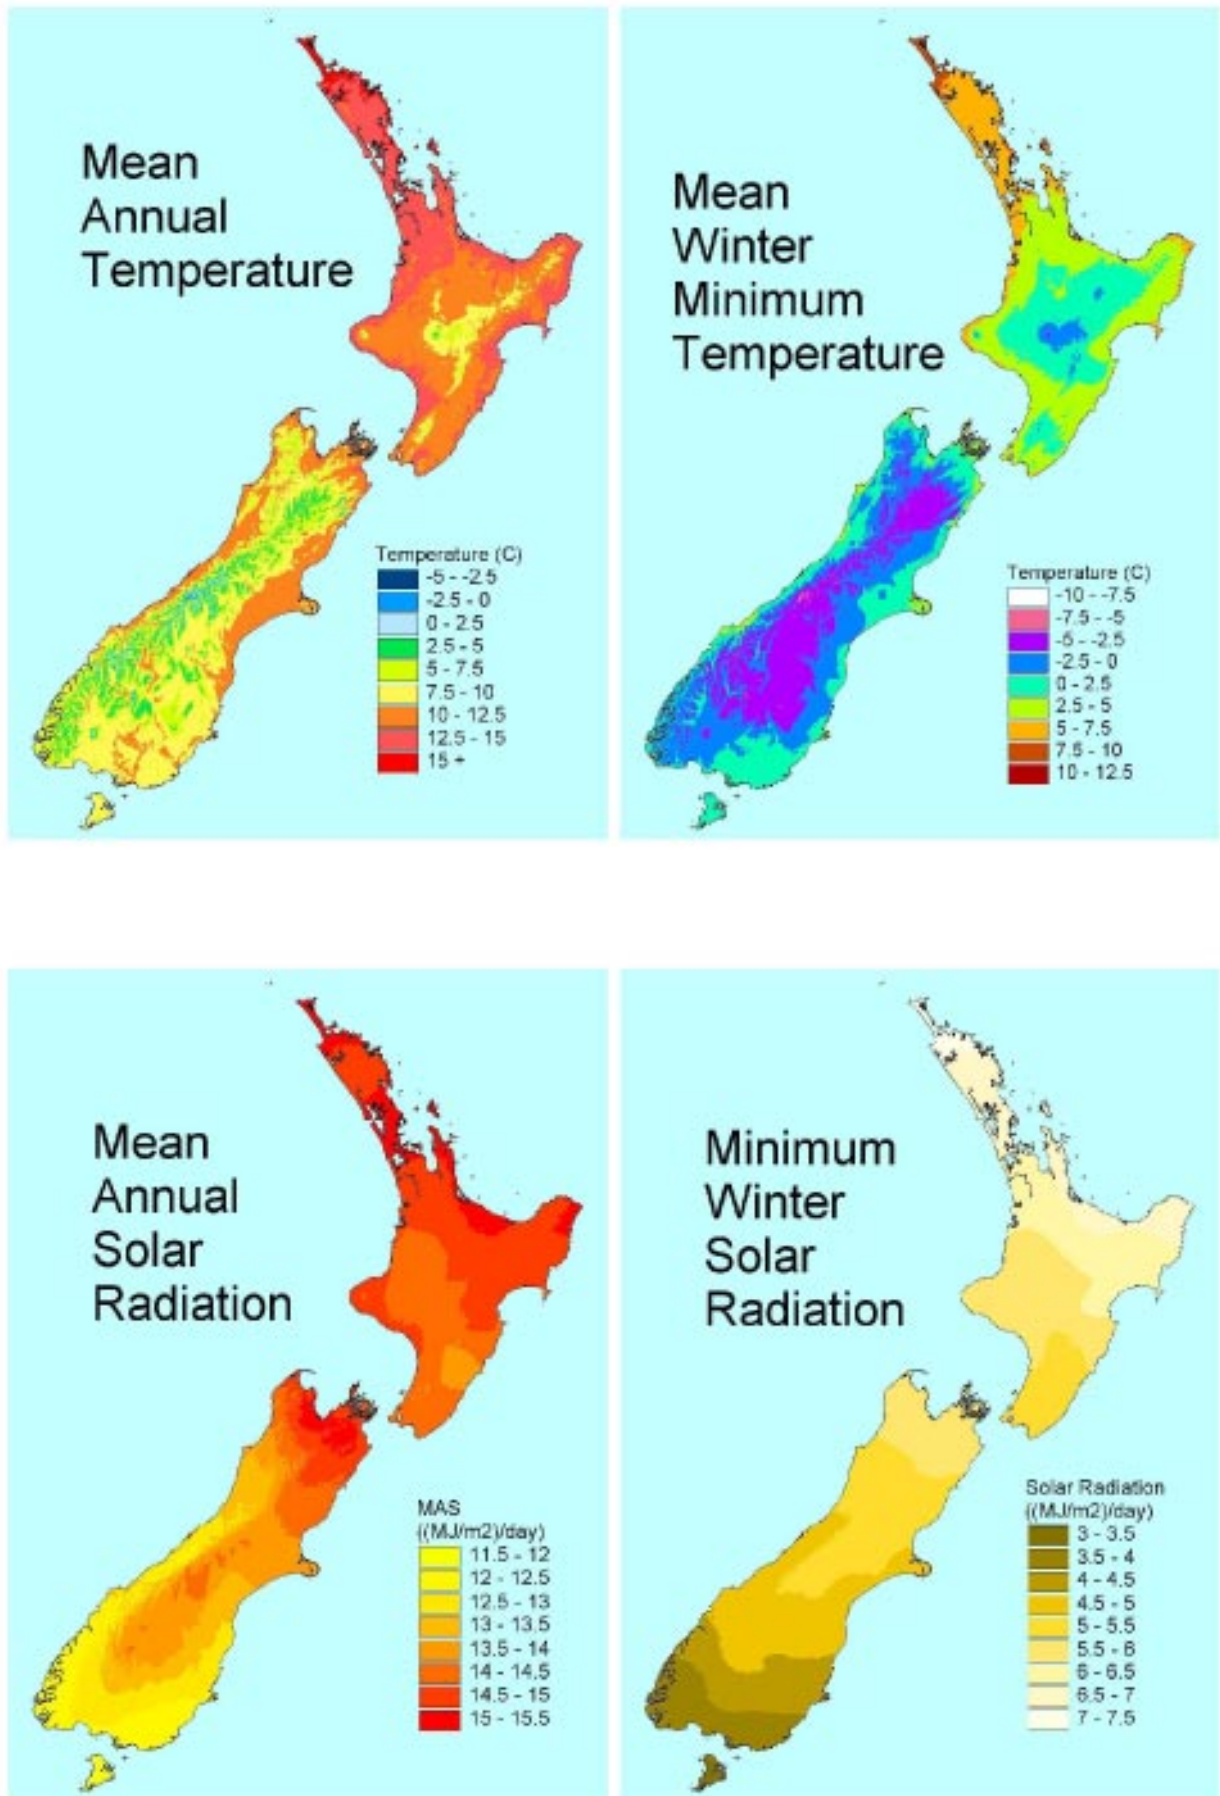 Mean
Annual
Temperature
Temperature (C)
-5 - -2.5
-2.5 - 0
0 - 2.5
2.5 - 5
5 - 7.5
7.5 - 10
10 - 12.5
12.5 - 15
15 +
Mean
Winter
Minimum
Temperature
Temperature (C)
-10 - -7.5
-7.5 - -5
-5 - -2.5
-2.5 - 0
0 - 2.5
2.5 - 5
5 - 7.5
7.5 - 10
10 - 12.5
Mean
Annual
Solar
Radiation
MAS
((MJ/m2)/day)
11.5 - 12
12 - 12.5
12.5 - 13
13 - 13.5
13.5 - 14
14 - 14.5
14.5 - 15
15 - 15.5
Minimum
Winter
Solar
Radiation
Solar Radiation
((MJ/m2)/day)
3 - 3.5
3.5 - 4
4 - 4.5
4.5 - 5
5 - 5.5
5.5 - 6
6 - 6.5
6.5 - 7
7 - 7.5